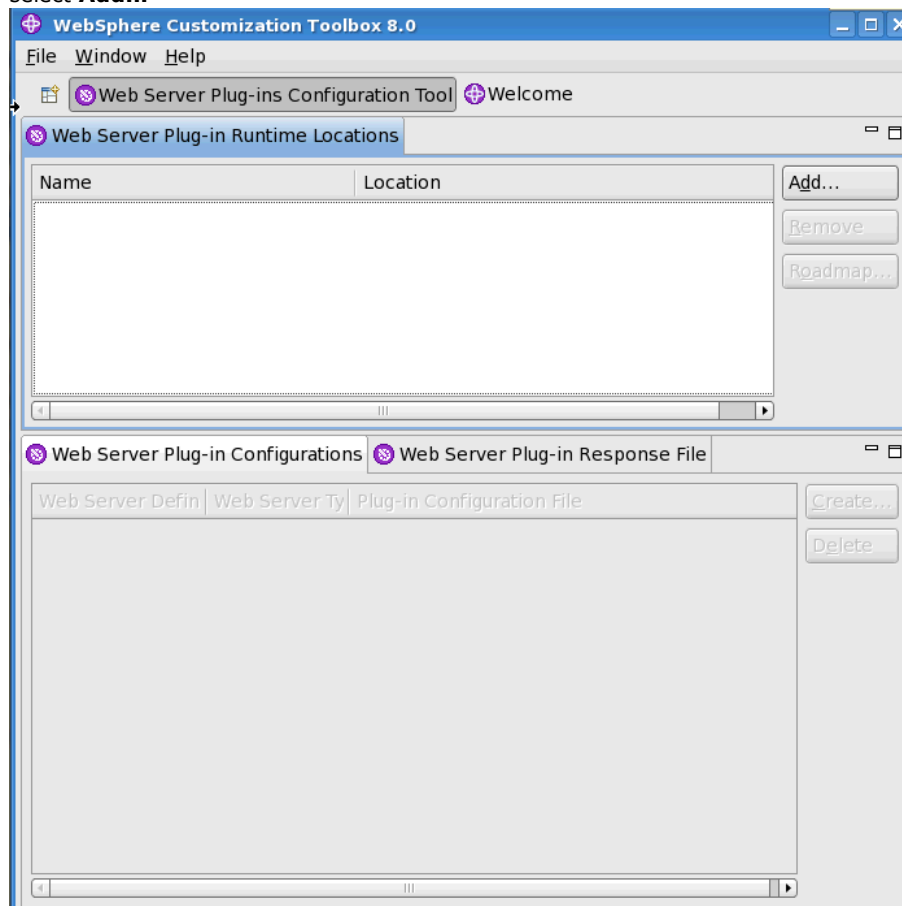 select Add...
WebSphere Customization Toolbox 8.0
File Window Help
Web Server Plug-ins Configuration Tool Welcome
Web Server Plug-in Runtime Locations
Name Location Add...
Remove
Roadmap...
Web Server Plug-in Configurations Web Server Plug-in Response File
Web Server Defin Web Server Ty Plug-in Configuration File Create...
Delete